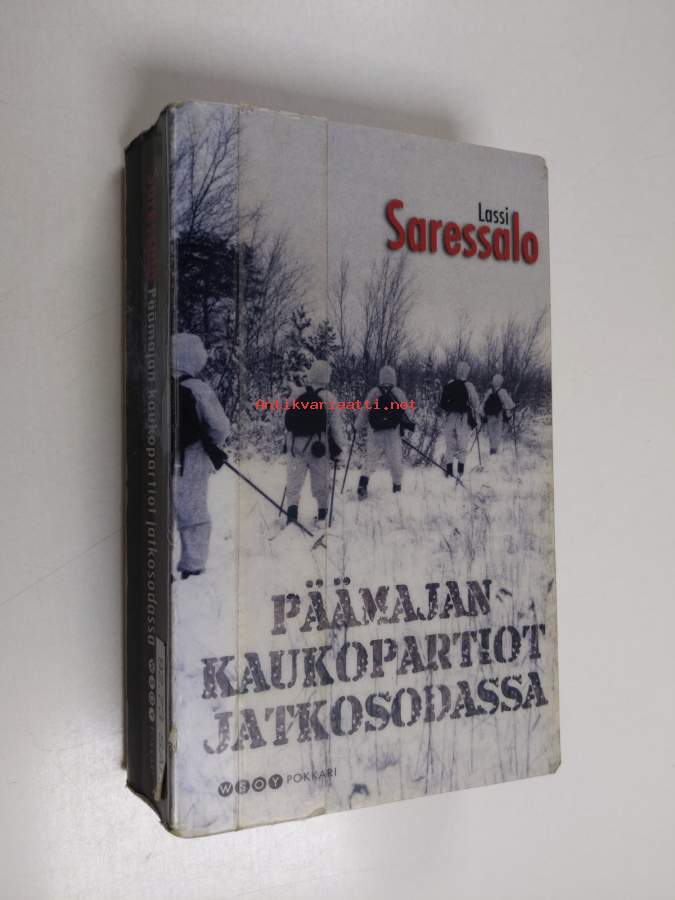 Lassi
Saressalo
Antikvariaatti.net
PÄÄMAJAN
KAUKOPARTIOT
JATKOSODASSA
WSOY POKKARI
Päämajan kaukopartiot jatkosodassa